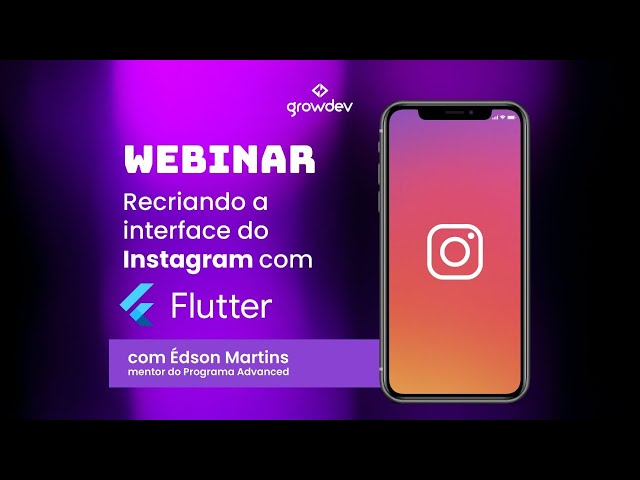 growdev
WEBINAR
Recriando a
interface do
Instagram com
Flutter
com Édson Martins
mentor do Programa Advanced